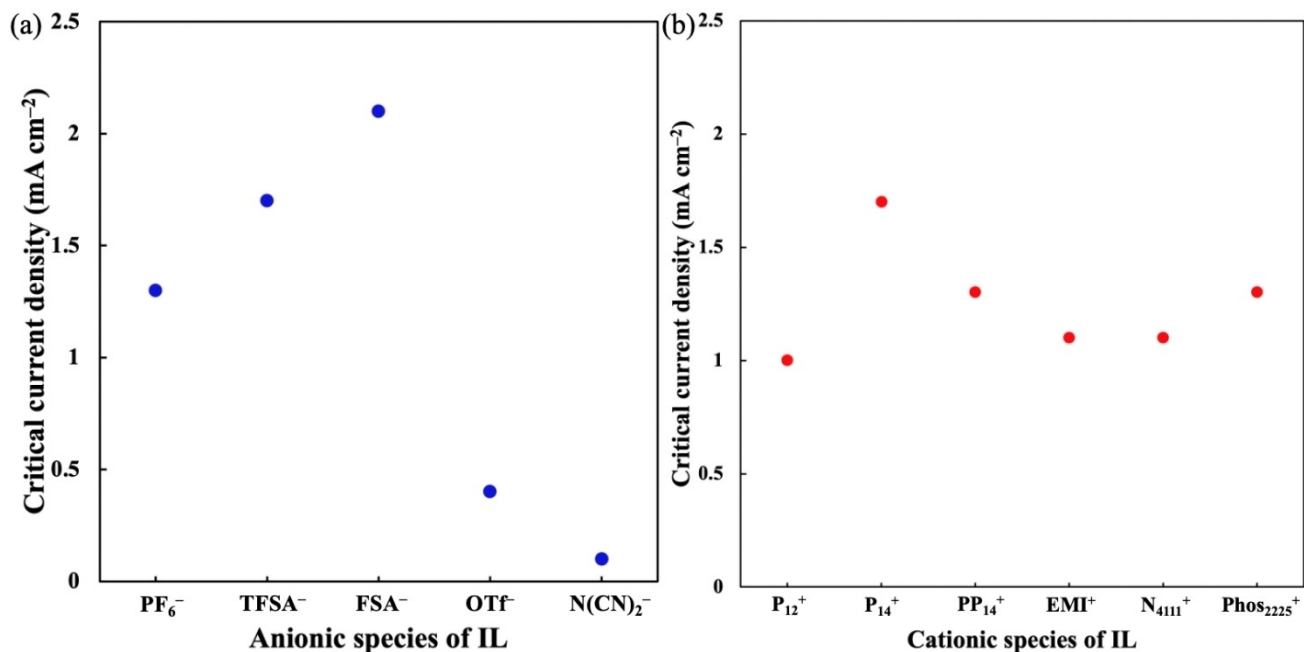 (a)
Critical current density (mA cm⁻²)
2.5
2
1.5
1
0.5
0
PF₆⁻ TFSA⁻ FSA⁻ OTf⁻ N(CN)₂⁻
Anionic species of IL
(b)
Critical current density (mA cm⁻²)
2.5
2
1.5
1
0.5
0
P₁₂⁺ P₁₄⁺ PP₁₄⁺ EMI⁺ N₄₁₁₁⁺ Phos₂₂₂₅⁺
Cationic species of IL